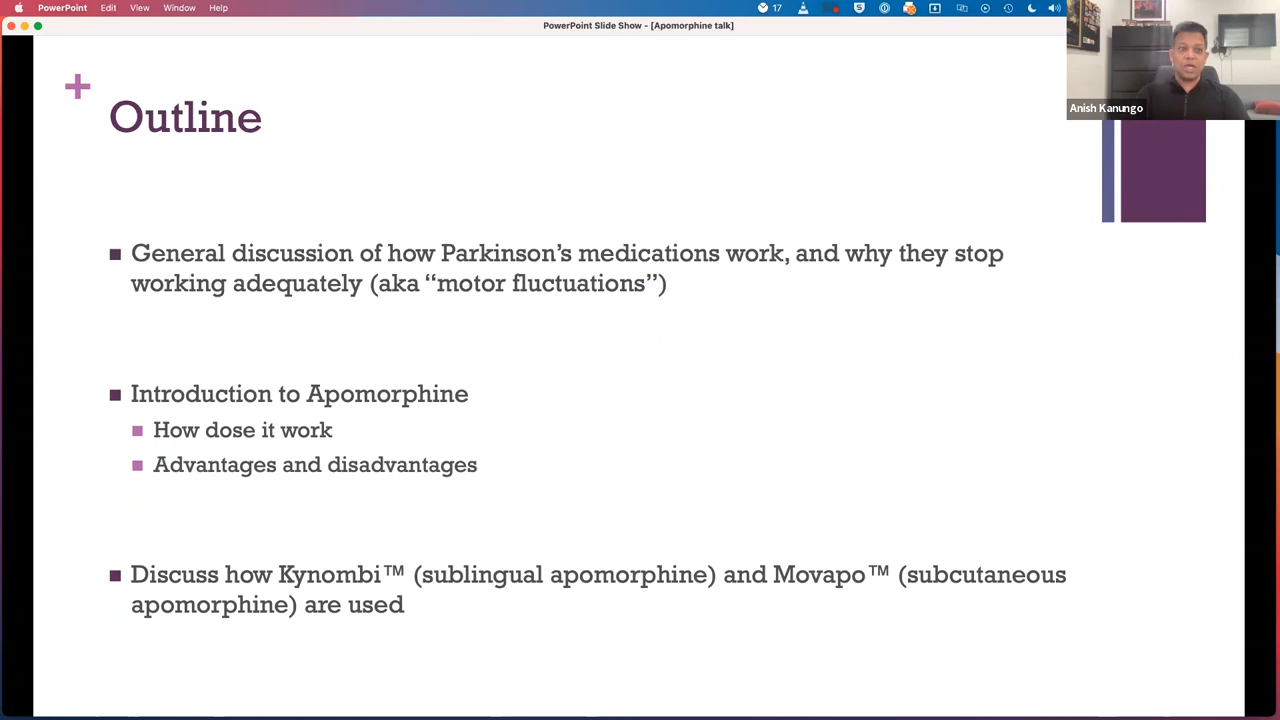 PowerPoint Edit View Window Help
17
PowerPoint Slide Show - [Apomorphine talk]
Anish Kanungo
+
Outline
General discussion of how Parkinson’s medications work, and why they stop
working adequately (aka “motor fluctuations”)
Introduction to Apomorphine
How dose it work
Advantages and disadvantages
Discuss how Kynombi™ (sublingual apomorphine) and Movapo™ (subcutaneous
apomorphine) are used